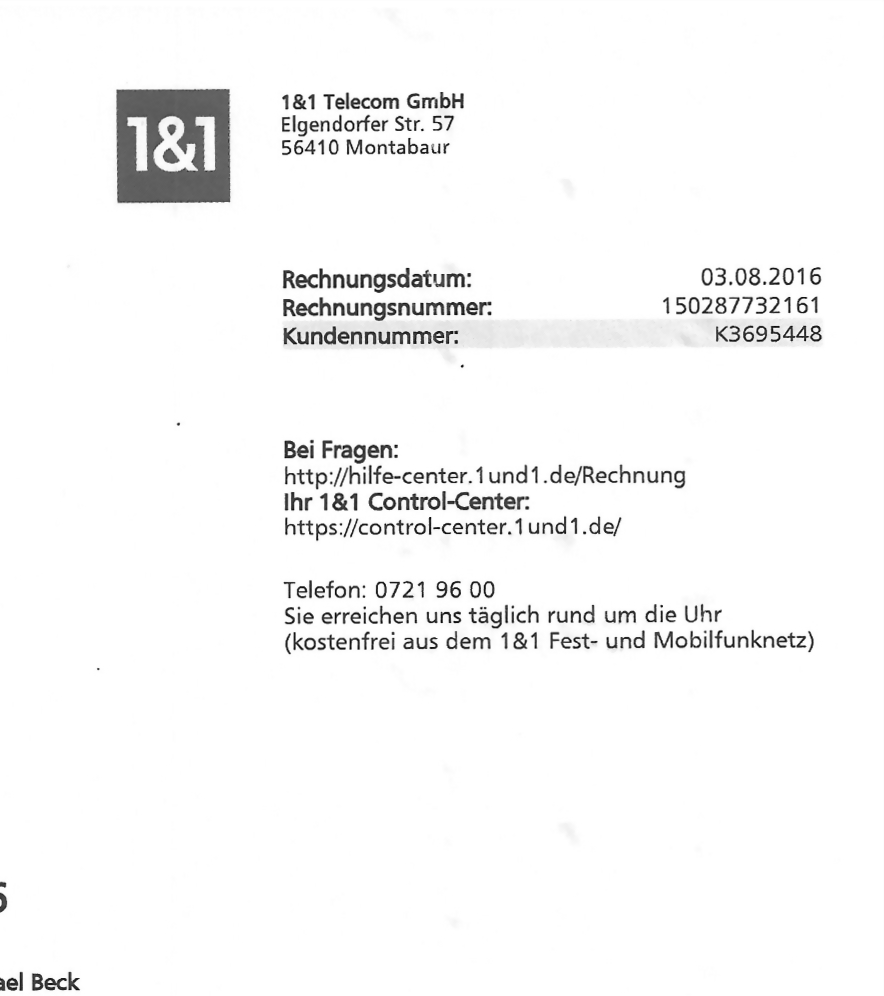 1&1
1&1 Telecom GmbH
Elgendorfer Str. 57
56410 Montabaur
Rechnungsdatum: 03.08.2016
Rechnungsnummer: 150287732161
Kundennummer: K3695448
Bei Fragen:
http://hilfe-center.1und1.de/Rechnung
Ihr 1&1 Control-Center:
https://control-center.1und1.de/
Telefon: 0721 96 00
Sie erreichen uns täglich rund um die Uhr
(kostenfrei aus dem 1&1 Fest- und Mobilfunknetz)
Beck